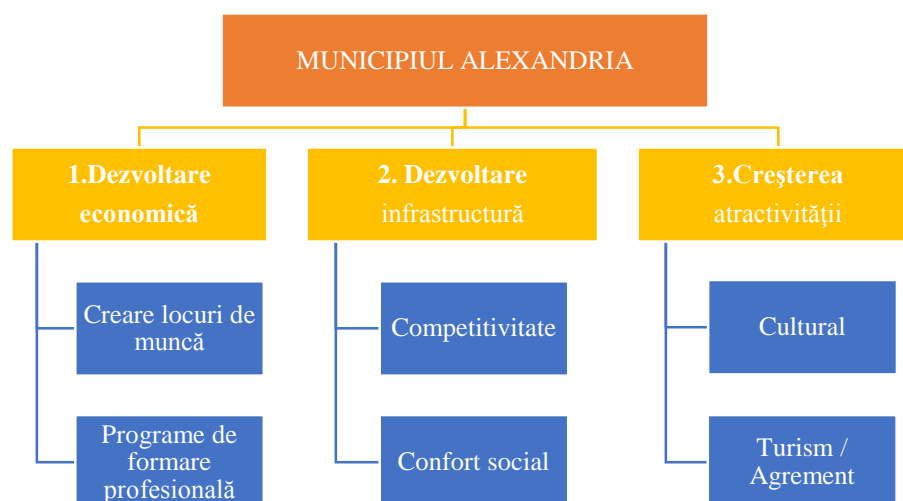 MUNICIPIUL ALEXANDRIA
1.Dezvoltare
economică
2. Dezvoltare
infrastructură
3.Creşterea
atractivității
Creare locuri de
muncă
Competitivitate
Cultural
Programe de
formare
profesională
Confort social
Turism /
Agrement